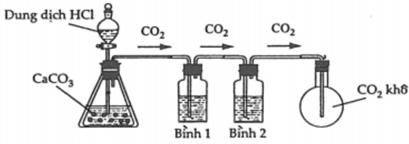 Dung dịch HCl
CO2
CO2
CO2
CaCO3
Bình 1
Bình 2
CO2 khô